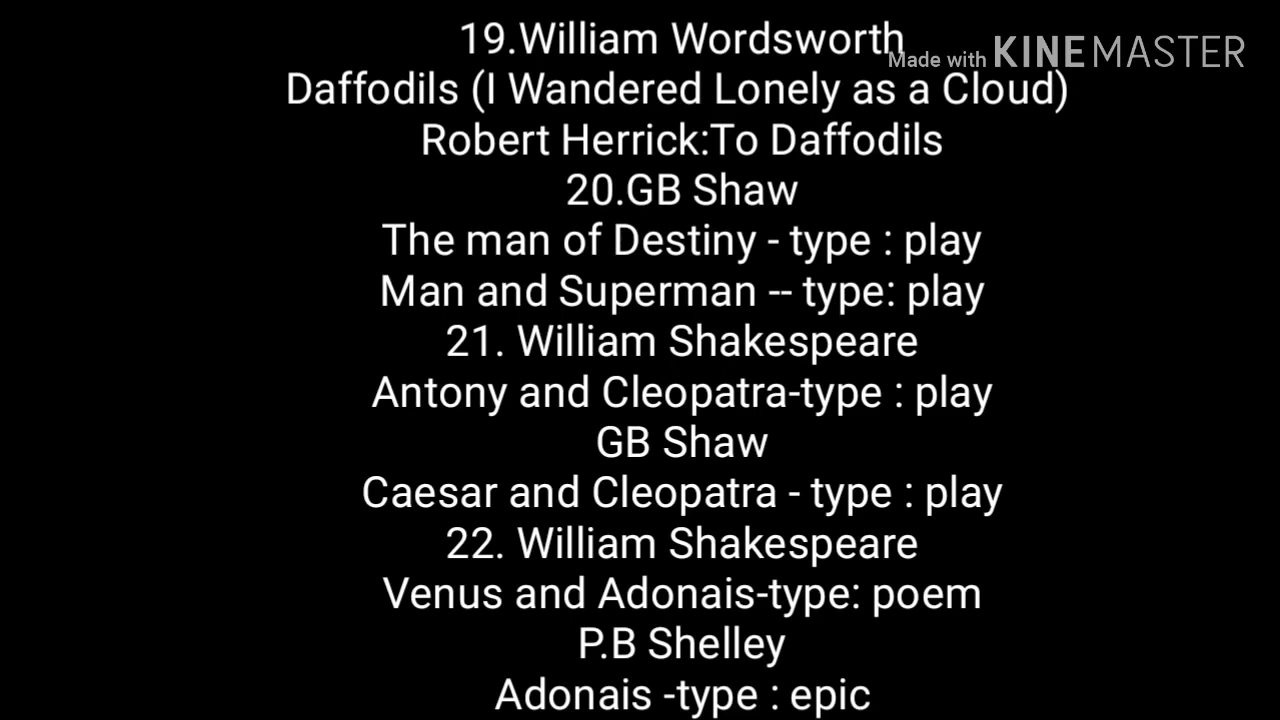 19.William Wordsworth
Made with KINEMASTER
Daffodils (I Wandered Lonely as a Cloud)
Robert Herrick:To Daffodils
20.GB Shaw
The man of Destiny - type : play
Man and Superman -- type: play
21. William Shakespeare
Antony and Cleopatra-type : play
GB Shaw
Caesar and Cleopatra - type : play
22. William Shakespeare
Venus and Adonais-type: poem
P.B Shelley
Adonais -type : epic